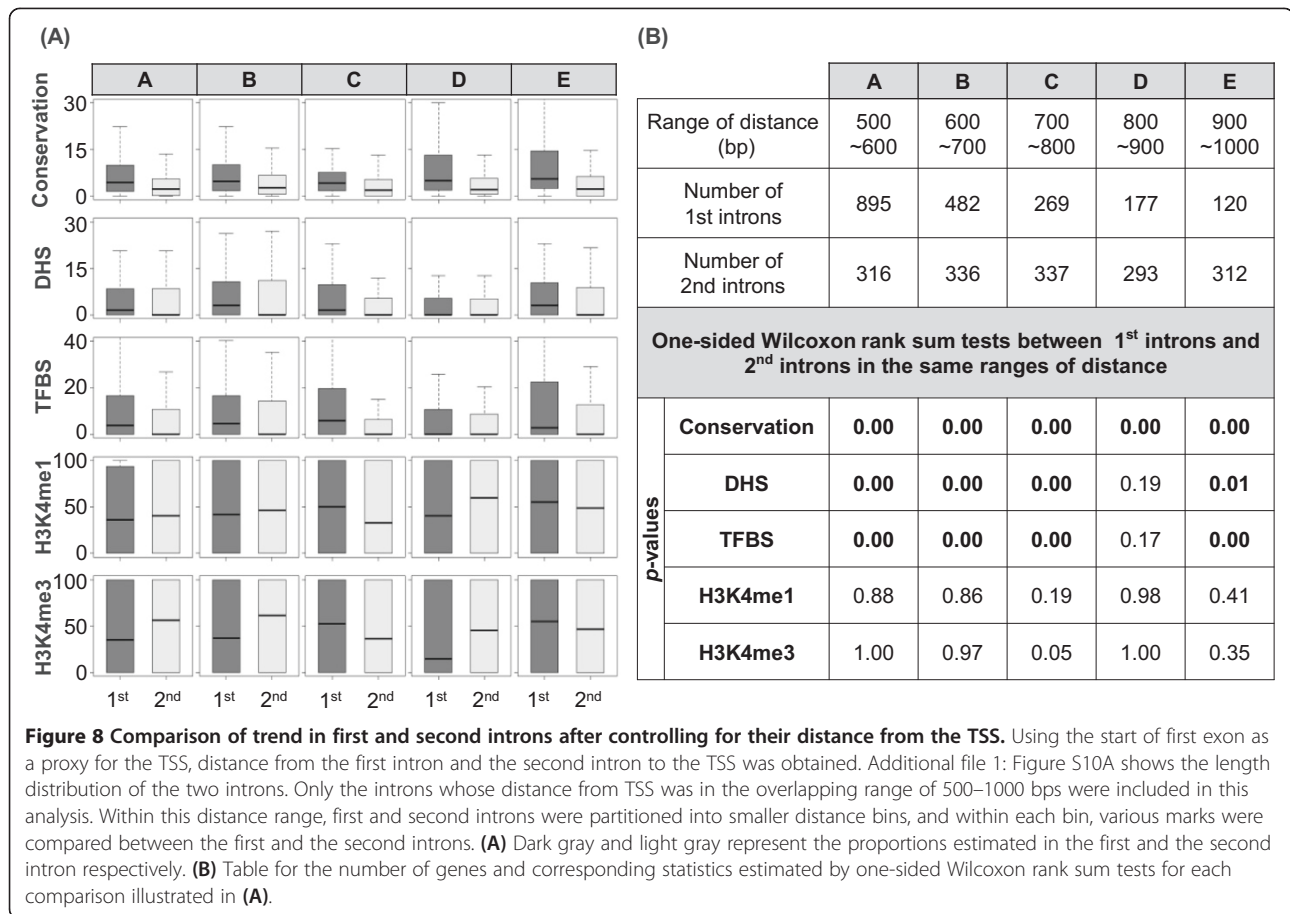 (A)
A B C D E
Conservation
30
15
0
DHS
30
15
0
TFBS
40
20
0
H3K4me1
100
50
0
H3K4me3
100
50
0
1st 2nd 1st 2nd 1st 2nd 1st 2nd 1st 2nd
(B)
A B C D E
Range of distance (bp) 500 ~600 600 ~700 700 ~800 800 ~900 900 ~1000
Number of 1st introns 895 482 269 177 120
Number of 2nd introns 316 336 337 293 312
One-sided Wilcoxon rank sum tests between 1st introns and
2nd introns in the same ranges of distance
p-values
Conservation 0.00 0.00 0.00 0.00 0.00
DHS 0.00 0.00 0.00 0.19 0.01
TFBS 0.00 0.00 0.00 0.17 0.00
H3K4me1 0.88 0.86 0.19 0.98 0.41
H3K4me3 1.00 0.97 0.05 1.00 0.35
Figure 8 Comparison of trend in first and second introns after controlling for their distance from the TSS. Using the start of first exon as
a proxy for the TSS, distance from the first intron and the second intron to the TSS was obtained. Additional file 1: Figure S10A shows the length
distribution of the two introns. Only the introns whose distance from TSS was in the overlapping range of 500–1000 bps were included in this
analysis. Within this distance range, first and second introns were partitioned into smaller distance bins, and within each bin, various marks were
compared between the first and the second introns. (A) Dark gray and light gray represent the proportions estimated in the first and the second
intron respectively. (B) Table for the number of genes and corresponding statistics estimated by one-sided Wilcoxon rank sum tests for each
comparison illustrated in (A).